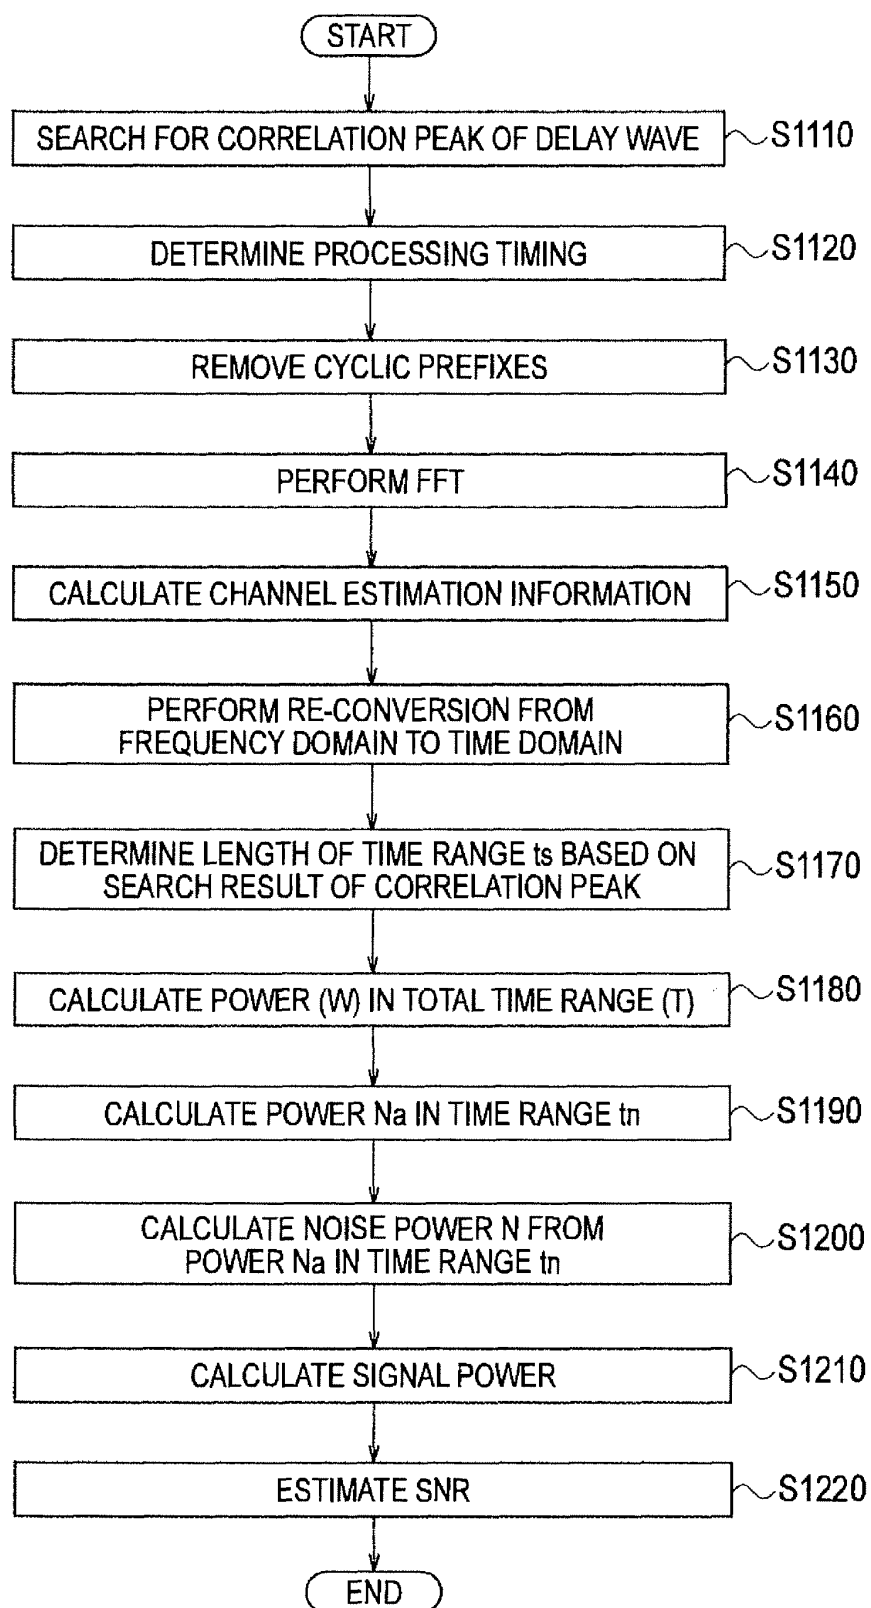 START
SEARCH FOR CORRELATION PEAK OF DELAY WAVE
S1110
DETERMINE PROCESSING TIMING
S1120
REMOVE CYCLIC PREFIXES
S1130
PERFORM FFT
S1140
CALCULATE CHANNEL ESTIMATION INFORMATION
S1150
PERFORM RE-CONVERSION FROM
FREQUENCY DOMAIN TO TIME DOMAIN
S1160
DETERMINE LENGTH OF TIME RANGE ts BASED ON
SEARCH RESULT OF CORRELATION PEAK
S1170
CALCULATE POWER (W) IN TOTAL TIME RANGE (T)
S1180
CALCULATE POWER Na IN TIME RANGE tn
S1190
CALCULATE NOISE POWER N FROM
POWER Na IN TIME RANGE tn
S1200
CALCULATE SIGNAL POWER
S1210
ESTIMATE SNR
S1220
END